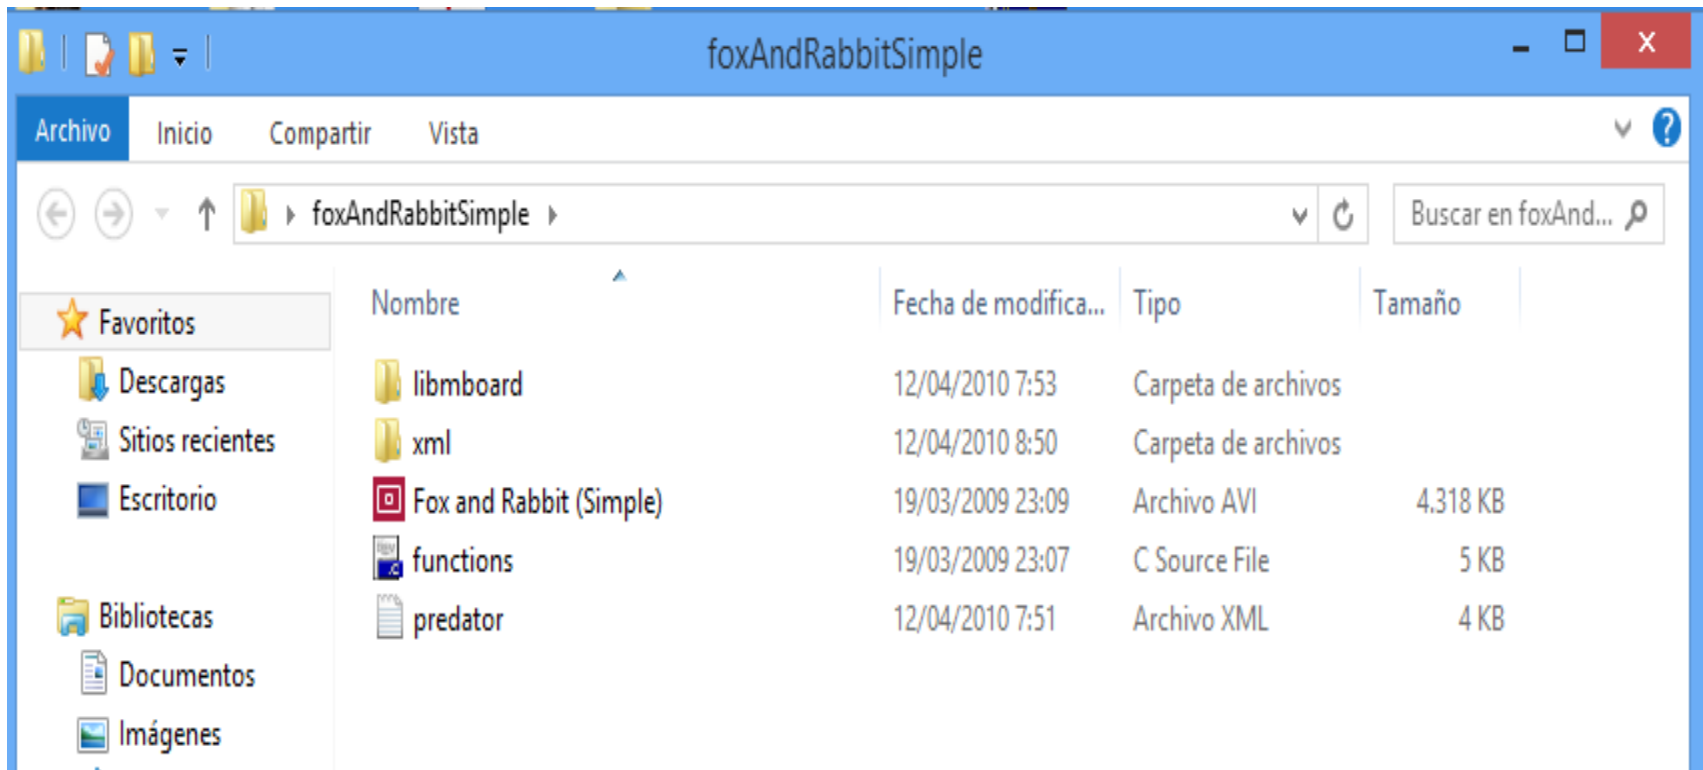 foxAndRabbitSimple
Archivo Inicio Compartir Vista
foxAndRabbitSimple Buscar en foxAnd...
Favoritos
Descargas
Sitios recientes
Escritorio
Bibliotecas
Documentos
Imágenes
Nombre Fecha de modifica... Tipo Tamaño
libmboard 12/04/2010 7:53 Carpeta de archivos
xml 12/04/2010 8:50 Carpeta de archivos
Fox and Rabbit (Simple) 19/03/2009 23:09 Archivo AVI 4.318 KB
functions 19/03/2009 23:07 C Source File 5 KB
predator 12/04/2010 7:51 Archivo XML 4 KB